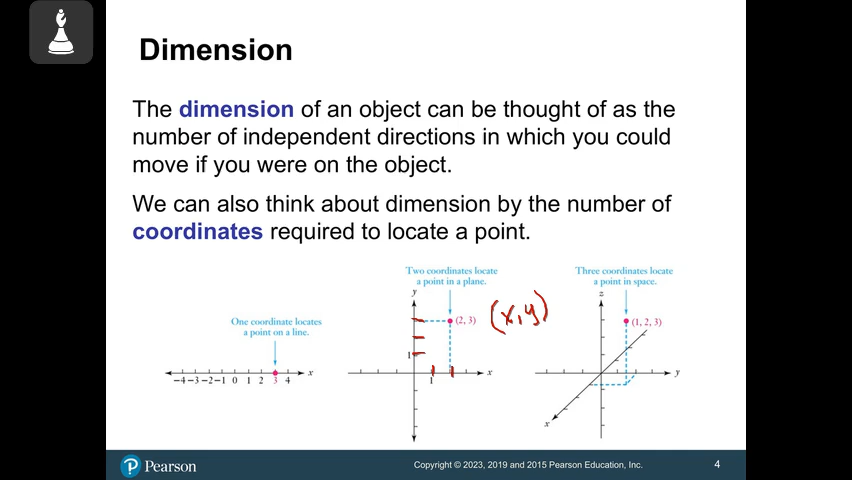 Dimension
The dimension of an object can be thought of as the
number of independent directions in which you could
move if you were on the object.
We can also think about dimension by the number of
coordinates required to locate a point.
One coordinate locates
a point on a line.
-4 -3 -2 -1 0 1 2 3 4 x
Two coordinates locate
a point in a plane.
y
(2, 3)
(x, y)
1
x
1
Three coordinates locate
a point in space.
z
(1, 2, 3)
y
x
Pearson
Copyright © 2023, 2019 and 2015 Pearson Education, Inc.
4